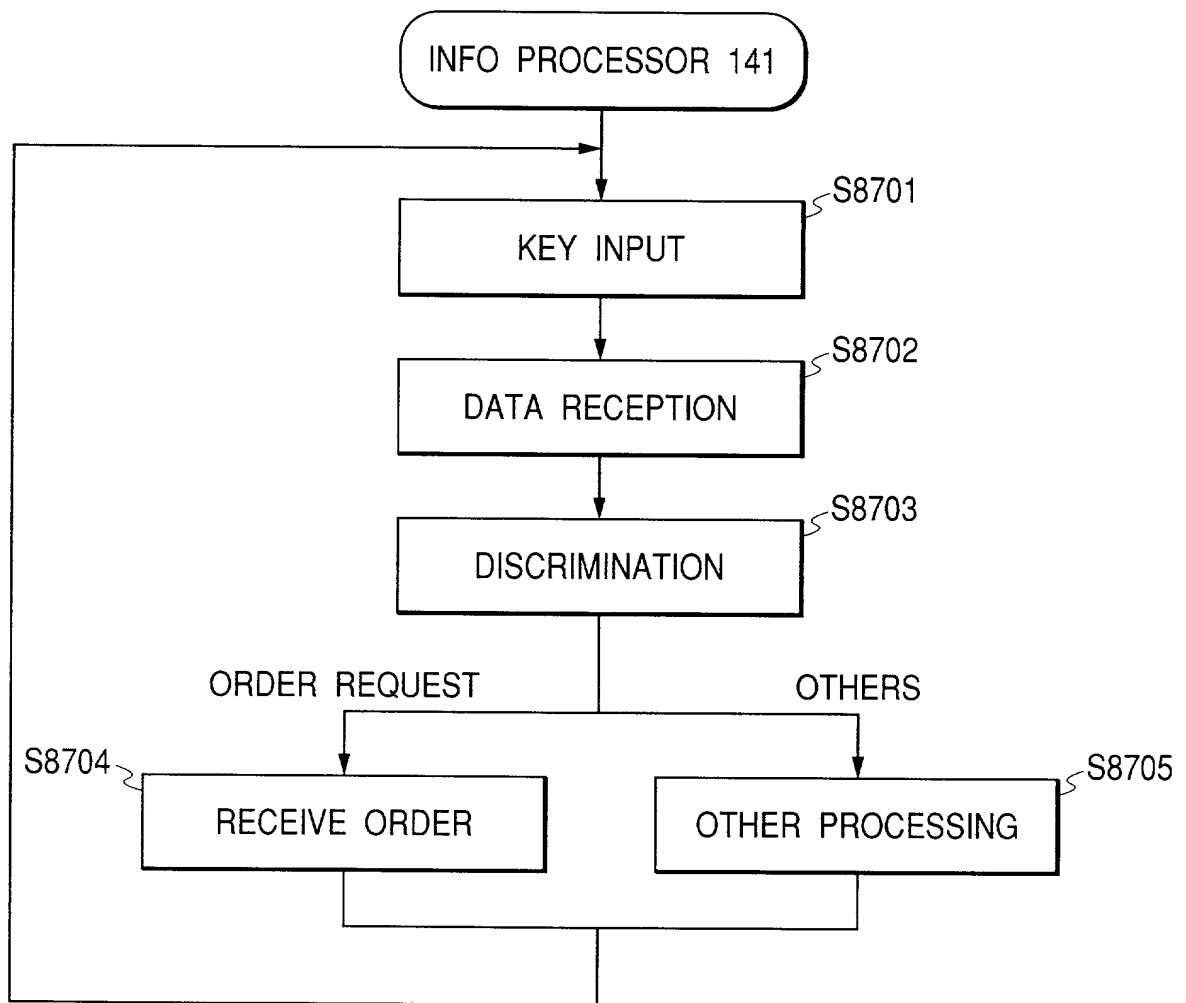 INFO PROCESSOR 141
S8701
KEY INPUT
S8702
DATA RECEPTION
S8703
DISCRIMINATION
ORDER REQUEST
OTHERS
S8704
RECEIVE ORDER
S8705
OTHER PROCESSING